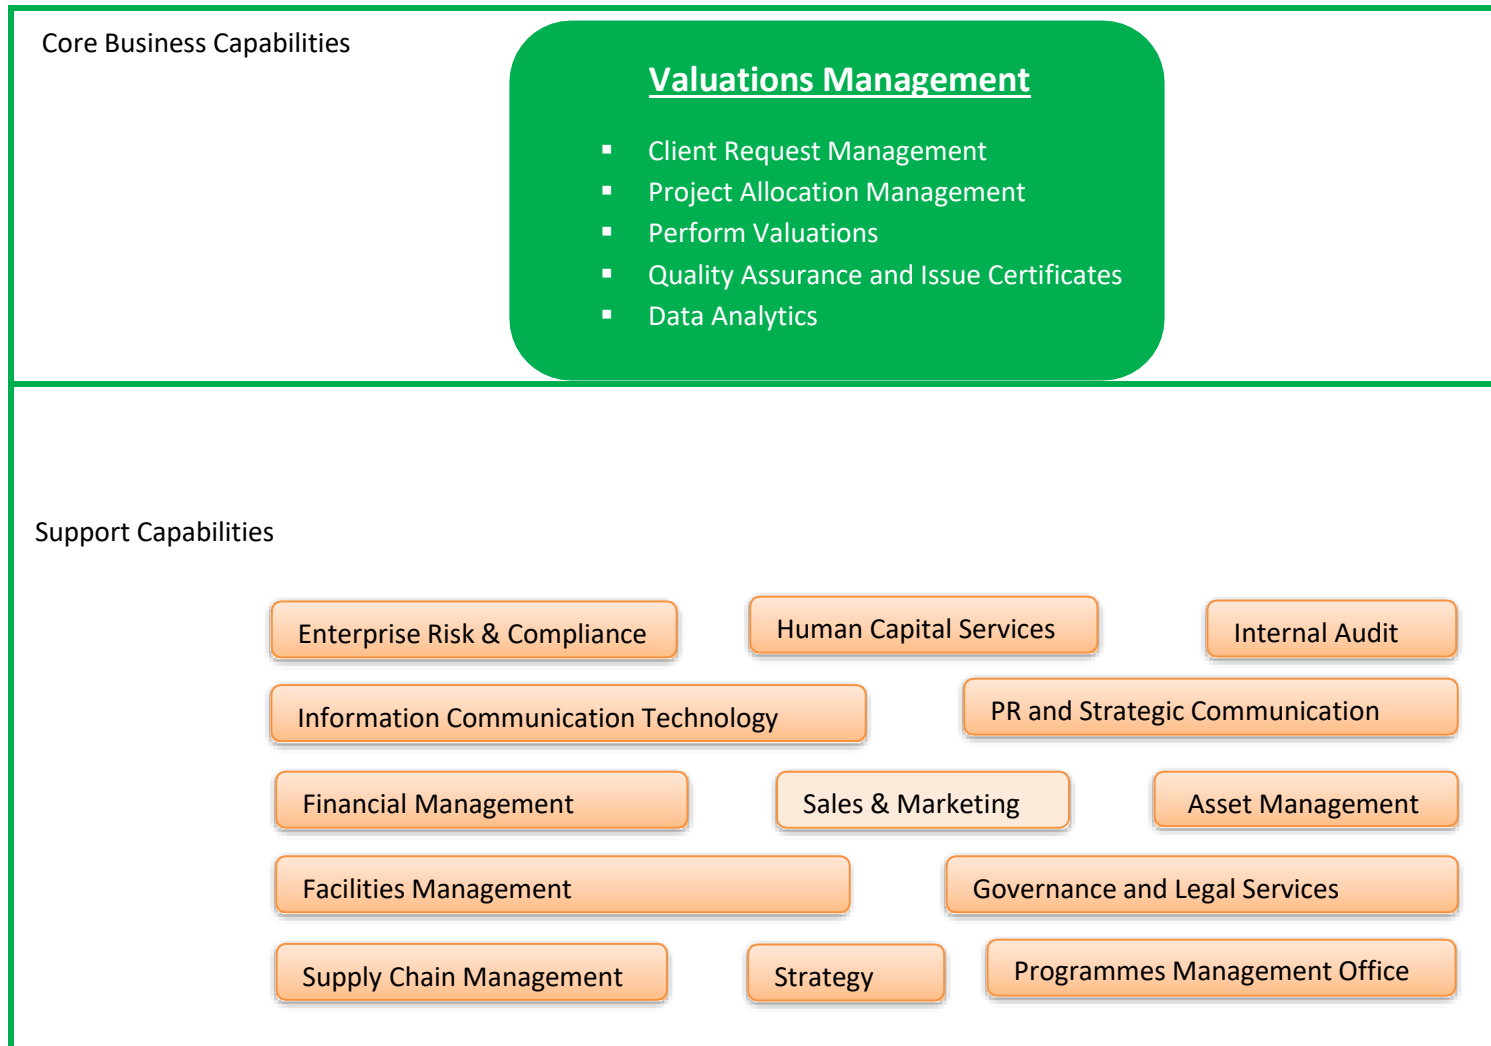 Core Business Capabilities
Valuations Management
▪ Client Request Management
▪ Project Allocation Management
▪ Perform Valuations
▪ Quality Assurance and Issue Certificates
▪ Data Analytics
Support Capabilities
Enterprise Risk & Compliance
Human Capital Services
Internal Audit
Information Communication Technology
PR and Strategic Communication
Financial Management
Sales & Marketing
Asset Management
Facilities Management
Governance and Legal Services
Supply Chain Management
Strategy
Programmes Management Office